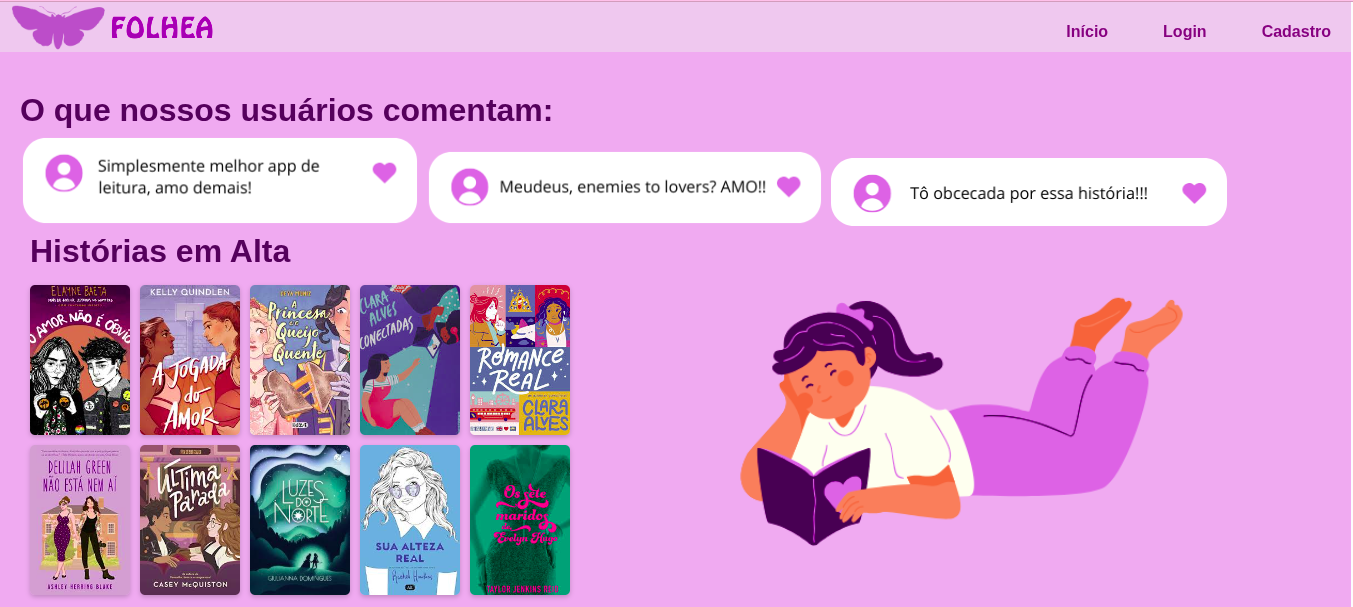 FOLHEA
Início
Login
Cadastro
O que nossos usuários comentam:
Simplesmente melhor app de
leitura, amo demais!
Meudeus, enemies to lovers? AMO!!
Tô obcecada por essa história!!!
Histórias em Alta
ELAYNE BAETA
O AMOR NÃO É ÓBVIO
KELLY QUINDLEN
A JOGADA
do
AMOR
A
Princesa
e o
Queijo
Quente
CLARA
ALVES
CONECTADAS
ROMANCE
REAL
CLARA
ALVES
DELILAH GREEN
NÃO ESTÁ NEM AÍ
ASHLEY HERRING BLAKE
Última
Parada
CASEY McQUISTON
LUZES
DO
NORTE
GIULIANNA DOMINGUES
SUA ALTEZA
REAL
Rachel Hawkins
Os sete
maridos
de
Evelyn Hugo
TAYLOR JENKINS REID